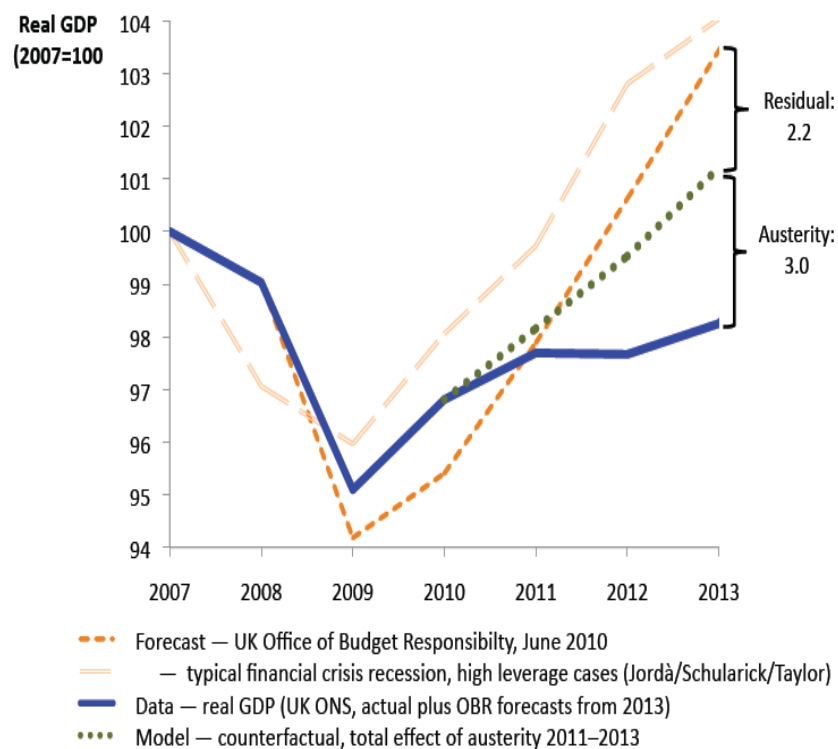 Real GDP
(2007=100
104
103
102
101
100
99
98
97
96
95
94
2007 2008 2009 2010 2011 2012 2013
Residual:
2.2
Austerity:
3.0
Forecast — UK Office of Budget Responsibilty, June 2010
— typical financial crisis recession, high leverage cases (Jordà/Schularick/Taylor)
Data — real GDP (UK ONS, actual plus OBR forecasts from 2013)
Model — counterfactual, total effect of austerity 2011–2013